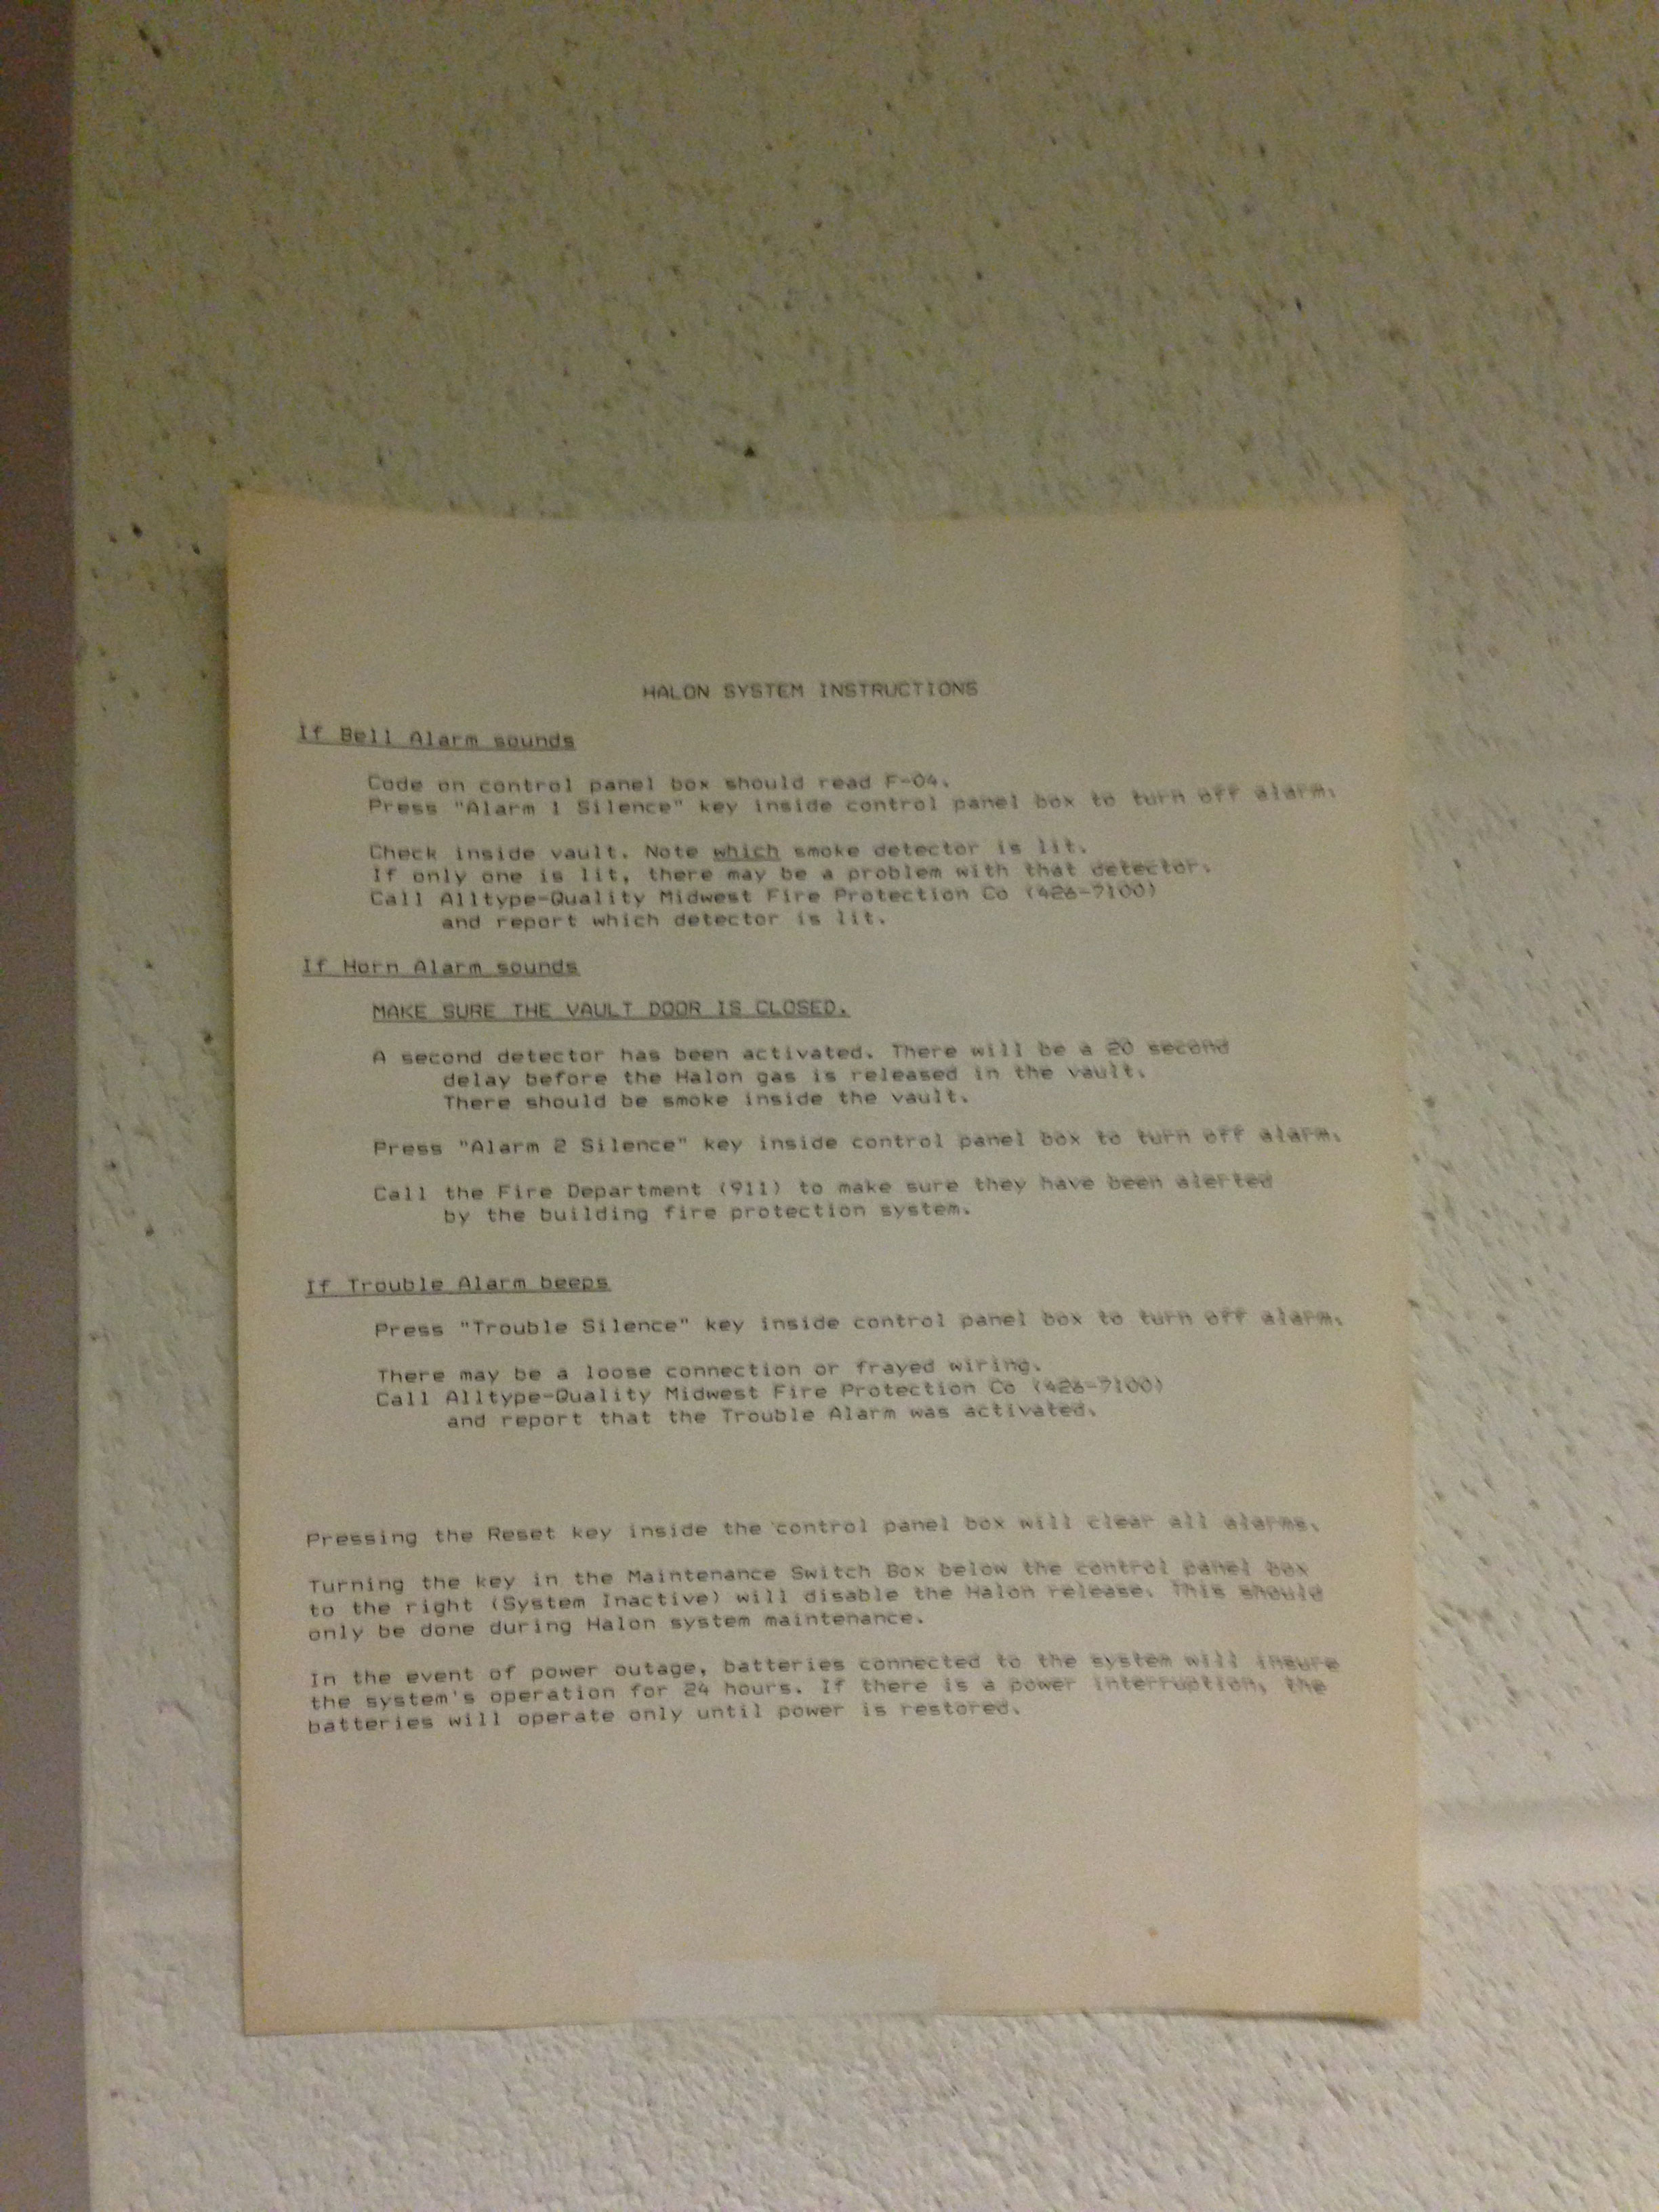 HALON SYSTEM INSTRUCTIONS
If Bell Alarm sounds
Code on control panel box should read F-04.
Press "Alarm 1 Silence" key inside control panel box to turn off alarm.
Check inside vault. Note which smoke detector is lit.
If only one is lit, there may be a problem with that detector.
Call Alltype-Quality Midwest Fire Protection Co (426-7100)
and report which detector is lit.
If Horn Alarm sounds
MAKE SURE THE VAULT DOOR IS CLOSED.
A second detector has been activated. There will be a 20 second
delay before the Halon gas is released in the vault.
There should be smoke inside the vault.
Press "Alarm 2 Silence" key inside control panel box to turn off alarm.
Call the Fire Department (911) to make sure they have been alerted
by the building fire protection system.
If Trouble Alarm beeps
Press "Trouble Silence" key inside control panel box to turn off alarm.
There may be a loose connection or frayed wiring.
Call Alltype-Quality Midwest Fire Protection Co (426-7100)
and report that the Trouble Alarm was activated.
Pressing the Reset key inside the control panel box will clear all alarms.
Turning the key in the Maintenance Switch Box below the control panel box
to the right (System Inactive) will disable the Halon release. This should
only be done during Halon system maintenance.
In the event of power outage, batteries connected to the system will insure
the system's operation for 24 hours. If there is a power interruption, the
batteries will operate only until power is restored.